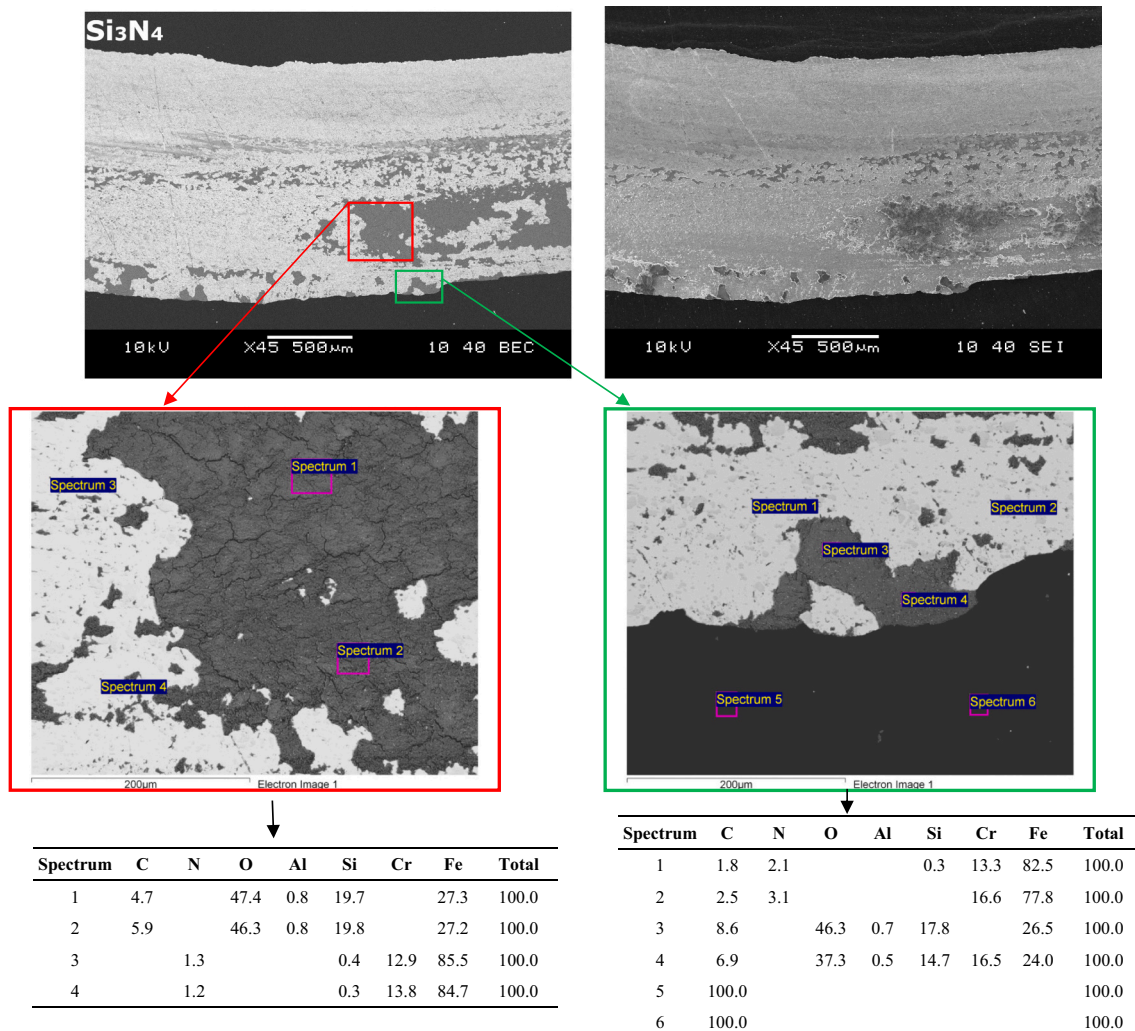 Si₃N₄
10kV X45 500µm 10 40 BEC
10kV X45 500µm 10 40 SEI
Spectrum 1
Spectrum 3
Spectrum 2
Spectrum 4
200µm Electron Image 1
Spectrum 1
Spectrum 2
Spectrum 3
Spectrum 4
Spectrum 5
Spectrum 6
200µm Electron Image 1
Spectrum C N O Al Si Cr Fe Total
1 4.7 47.4 0.8 19.7 27.3 100.0
2 5.9 46.3 0.8 19.8 27.2 100.0
3 1.3 0.4 12.9 85.5 100.0
4 1.2 0.3 13.8 84.7 100.0
Spectrum C N O Al Si Cr Fe Total
1 1.8 2.1 0.3 13.3 82.5 100.0
2 2.5 3.1 16.6 77.8 100.0
3 8.6 46.3 0.7 17.8 26.5 100.0
4 6.9 37.3 0.5 14.7 16.5 24.0 100.0
5 100.0 100.0
6 100.0 100.0